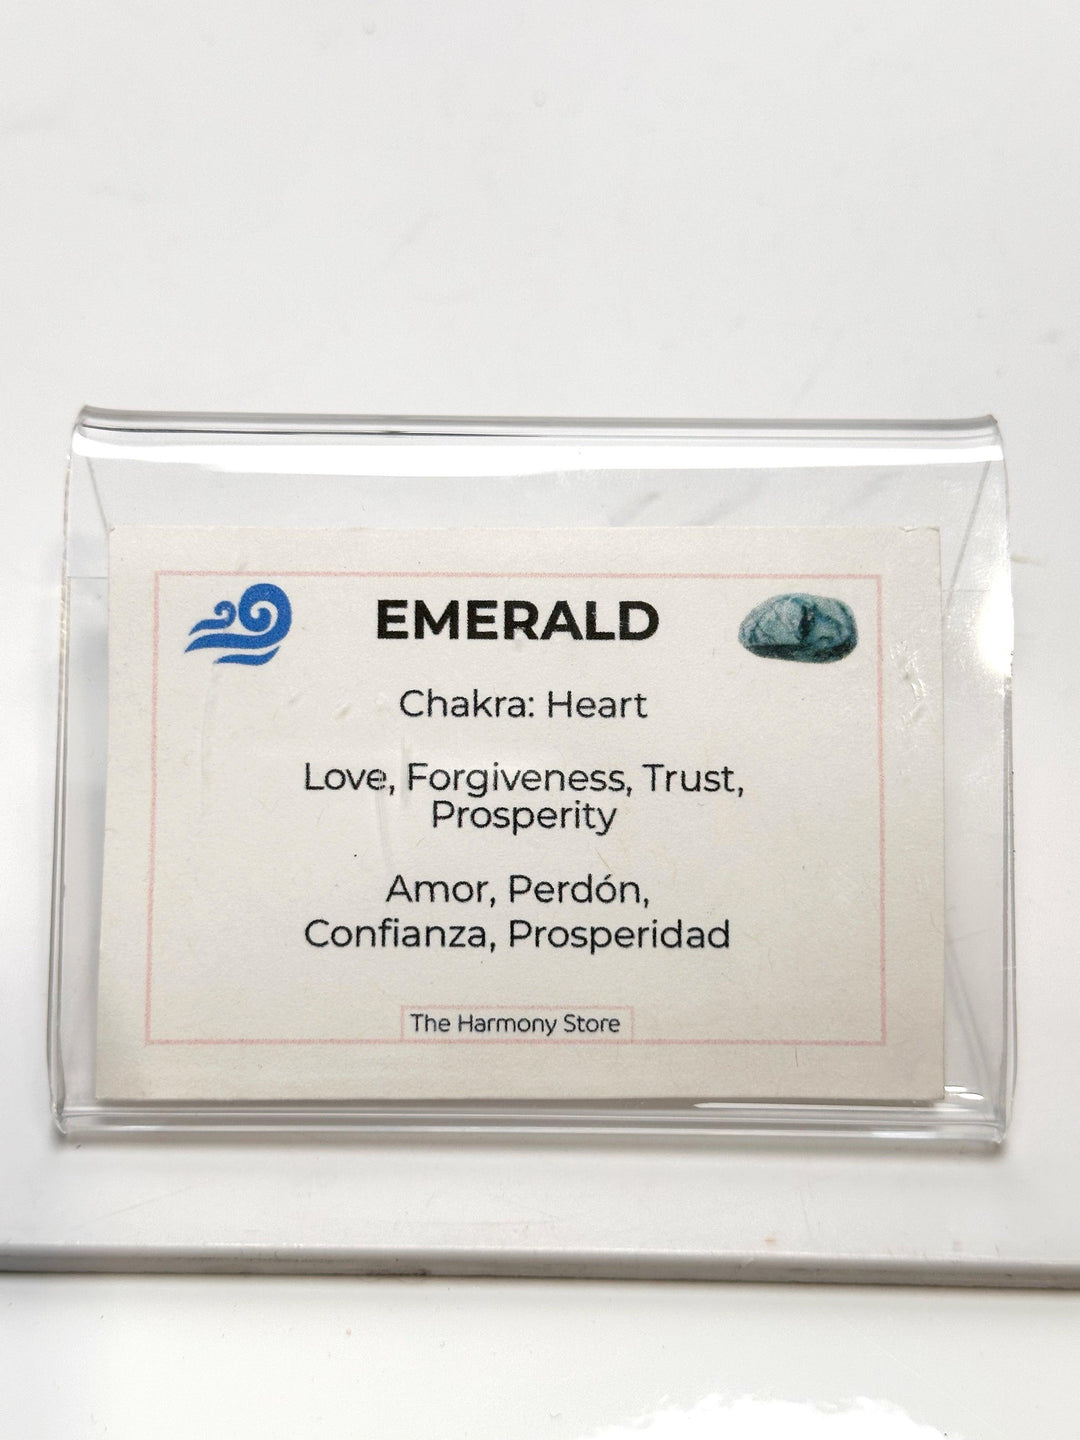 EMERALD
Chakra: Heart
Love, Forgiveness, Trust,
Prosperity
Amor, Perdón,
Confianza, Prosperidad
The Harmony Store